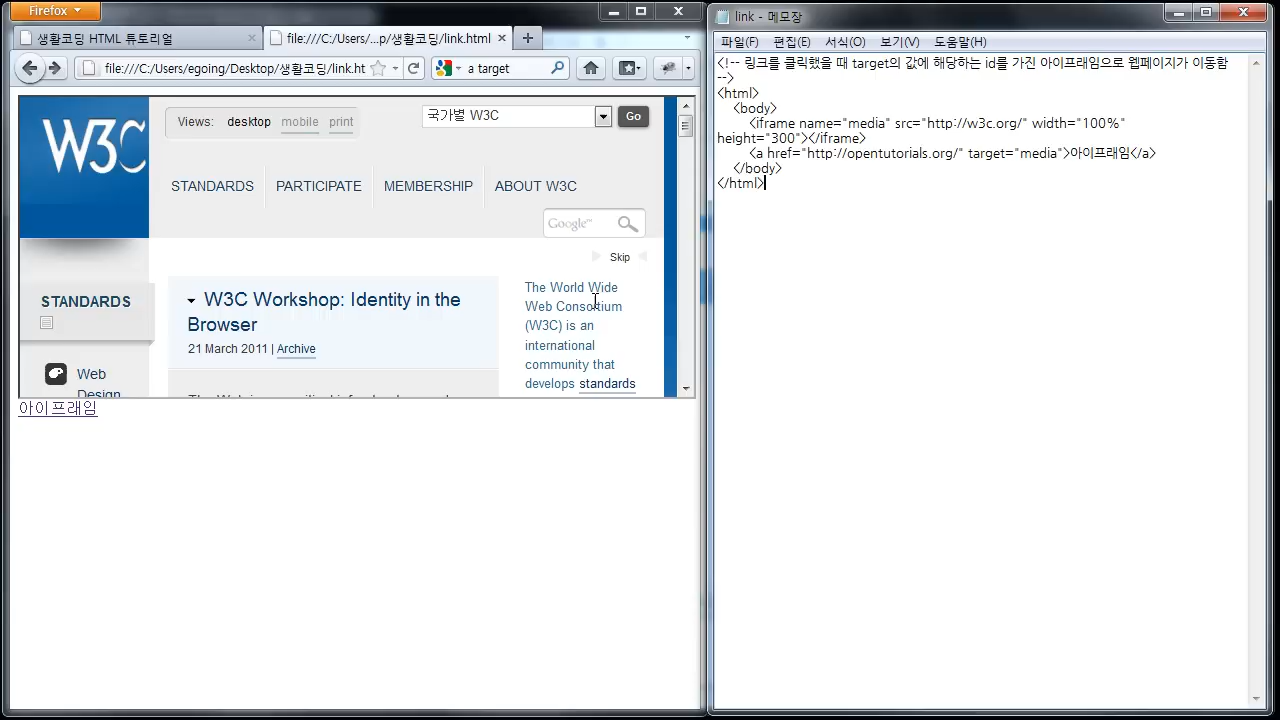 Firefox
생활코딩 HTML 튜토리얼
file:///C:/Users/...p/생활코딩/link.html
file:///C:/Users/egoing/Desktop/생활코딩/link.ht
a target
W3C
Views: desktop mobile print
국가별 W3C
Go
STANDARDS PARTICIPATE MEMBERSHIP ABOUT W3C
Google™
Skip
STANDARDS
Web
Design
W3C Workshop: Identity in the
Browser
21 March 2011 | Archive
The World Wide
Web Consortium
(W3C) is an
international
community that
develops standards
아이프래임
link - 메모장
파일(F) 편집(E) 서식(O) 보기(V) 도움말(H)
<!-- 링크를 클릭했을 때 target의 값에 해당하는 id를 가진 아이프래임으로 웹페이지가 이동함
-->
<html>
<body>
<iframe name="media" src="http://w3c.org/" width="100%"
height="300"></iframe>
<a href="http://opentutorials.org/" target="media">아이프래임</a>
</body>
</html>